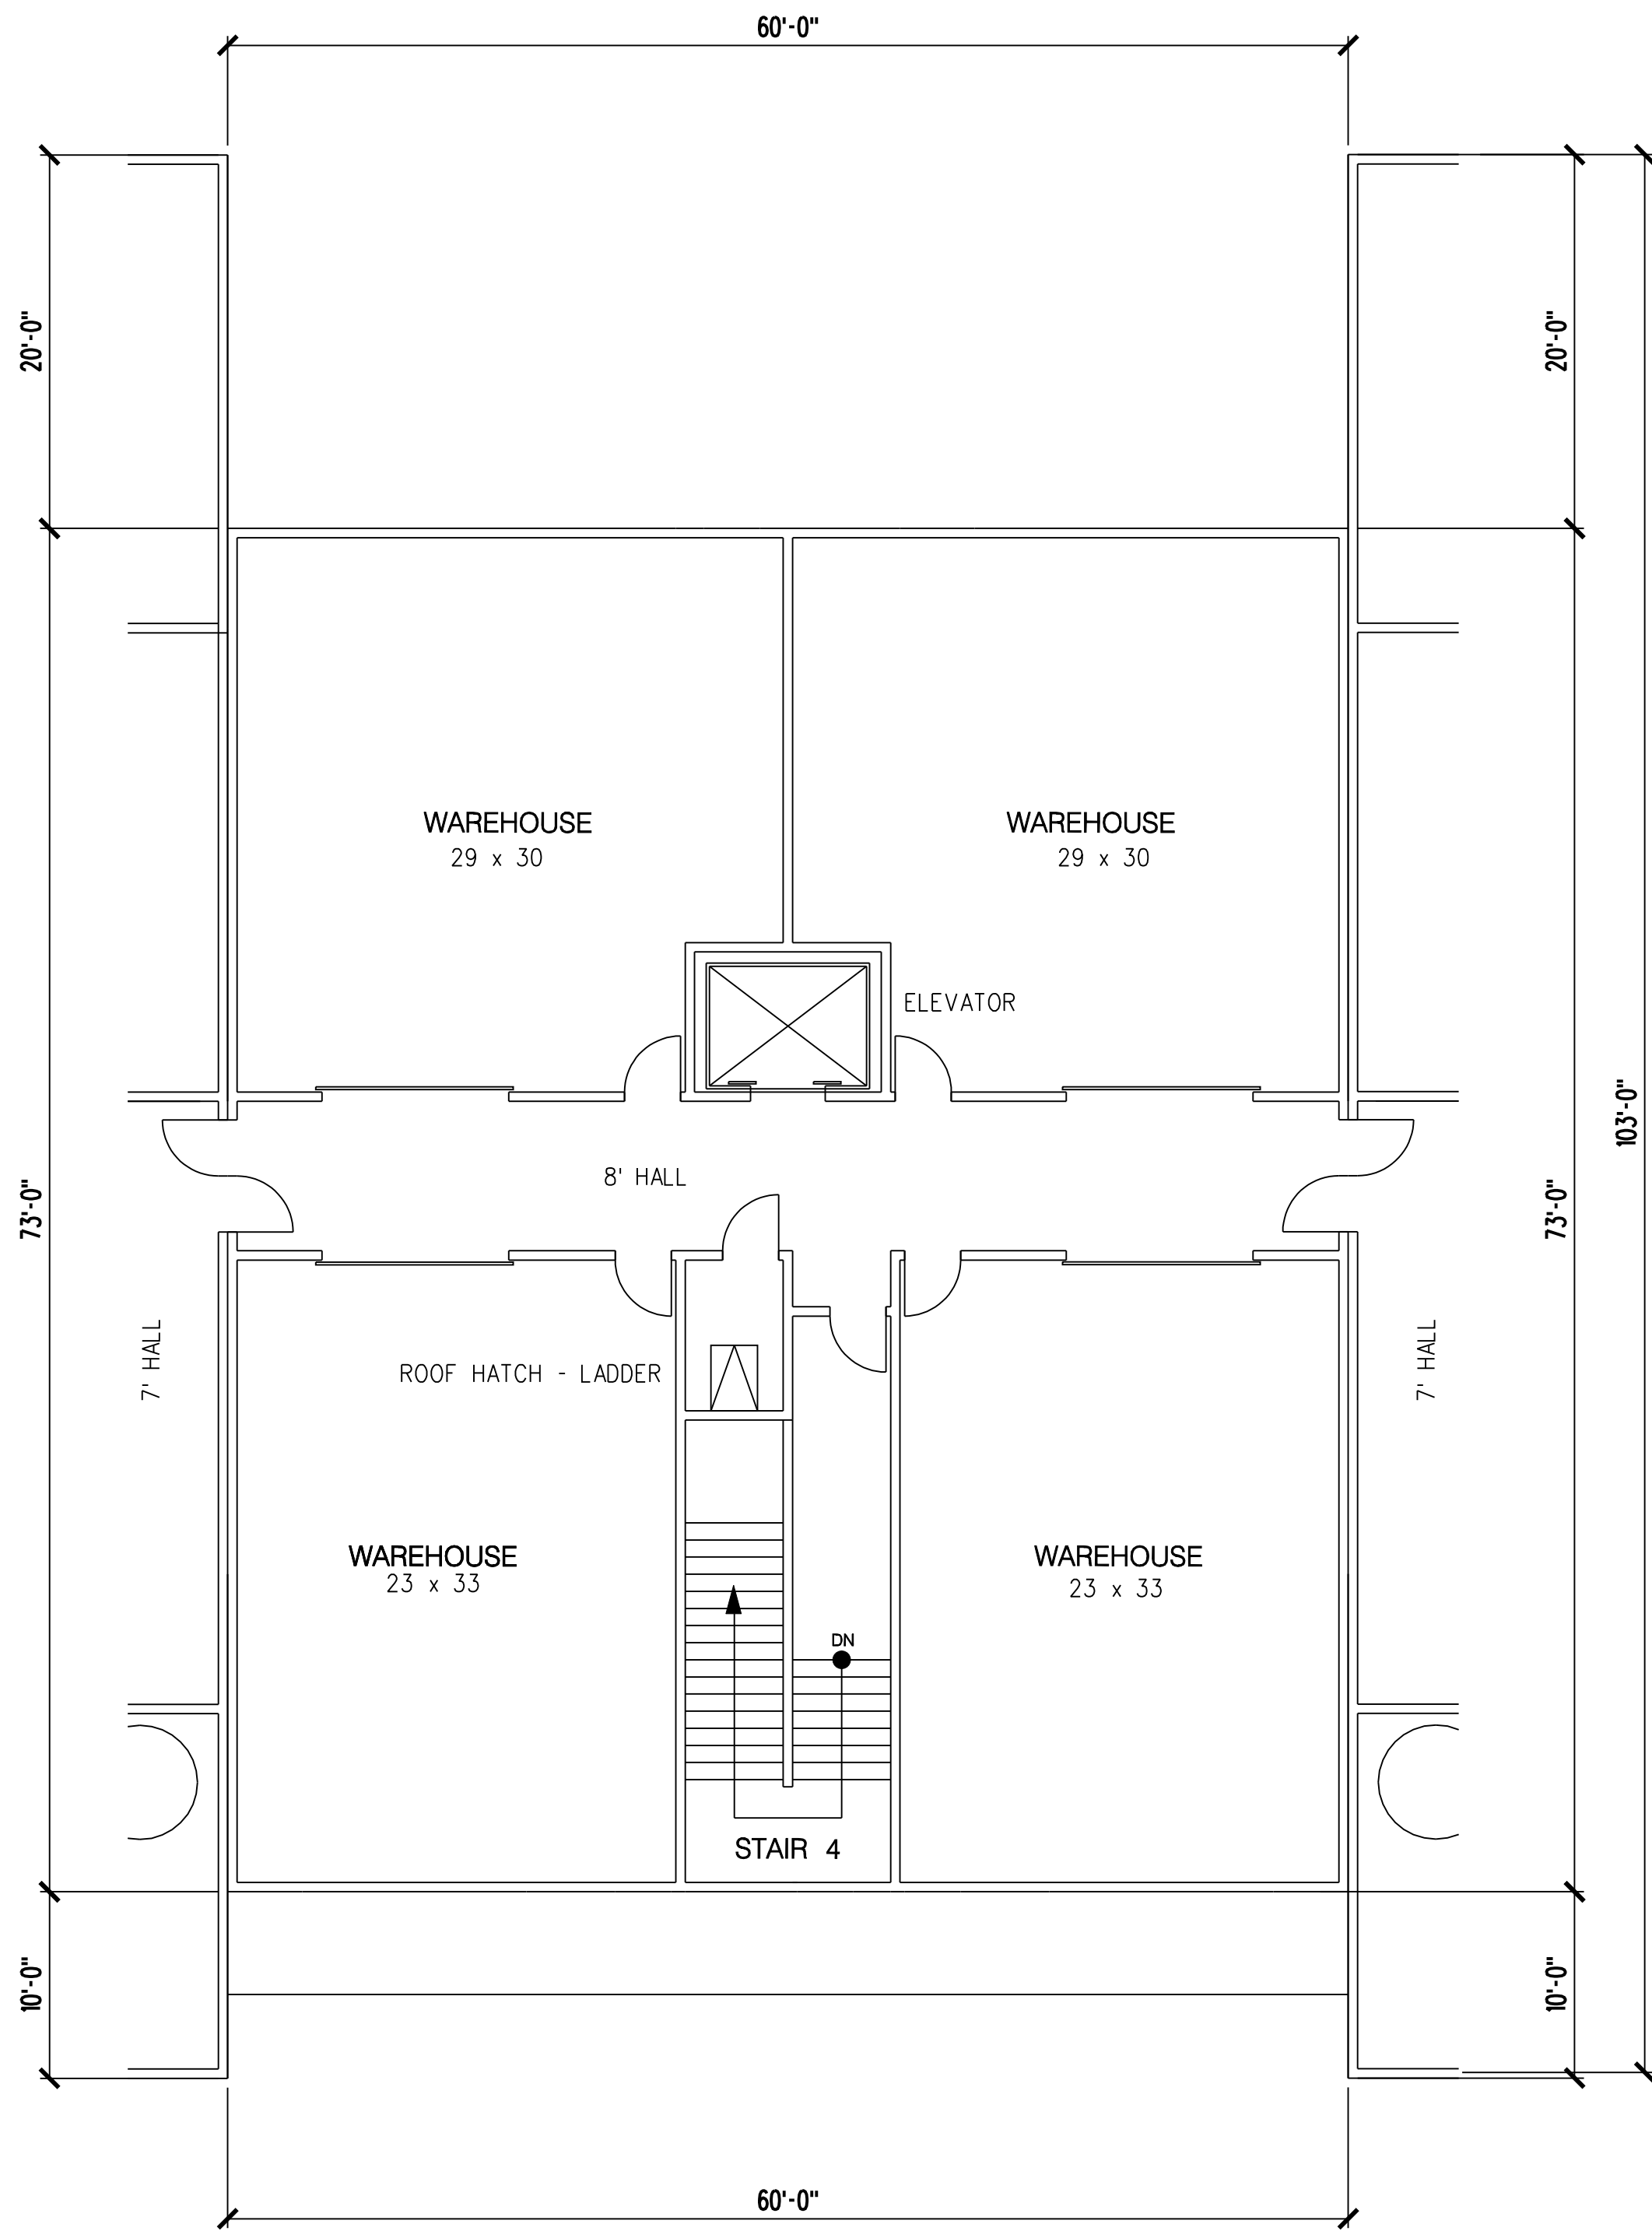 60'-0"
20'-0"
20'-0"
WAREHOUSE
29 x 30
WAREHOUSE
29 x 30
ELEVATOR
103'-0"
8' HALL
73'-0"
73'-0"
7' HALL
7' HALL
ROOF HATCH - LADDER
WAREHOUSE
23 x 33
WAREHOUSE
23 x 33
DN
STAIR 4
10'-0"
10'-0"
60'-0"